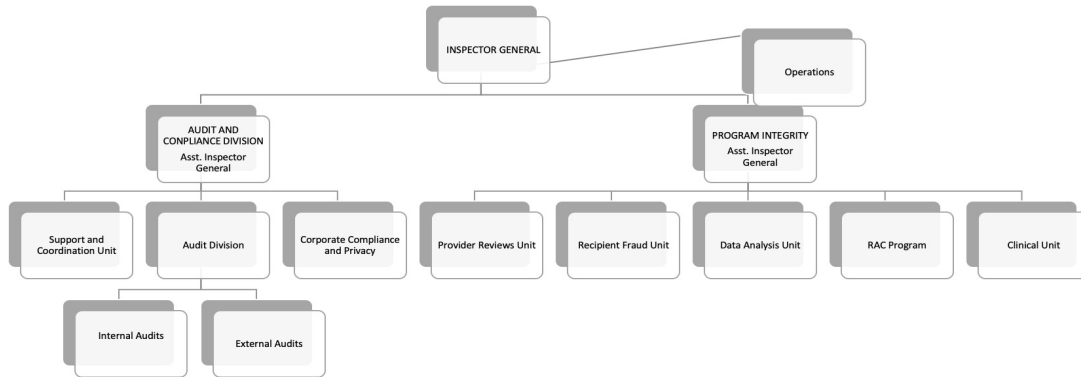 INSPECTOR GENERAL
Operations
AUDIT AND
CONPLIANCE DIVISION
Asst. Inspector
General
PROGRAM INTEGRITY
Asst. Inspector
General
Support and
Coordination Unit
Audit Division
Corporate Compliance
and Privacy
Provider Reviews Unit
Recipient Fraud Unit
Data Analysis Unit
RAC Program
Clinical Unit
Internal Audits
External Audits